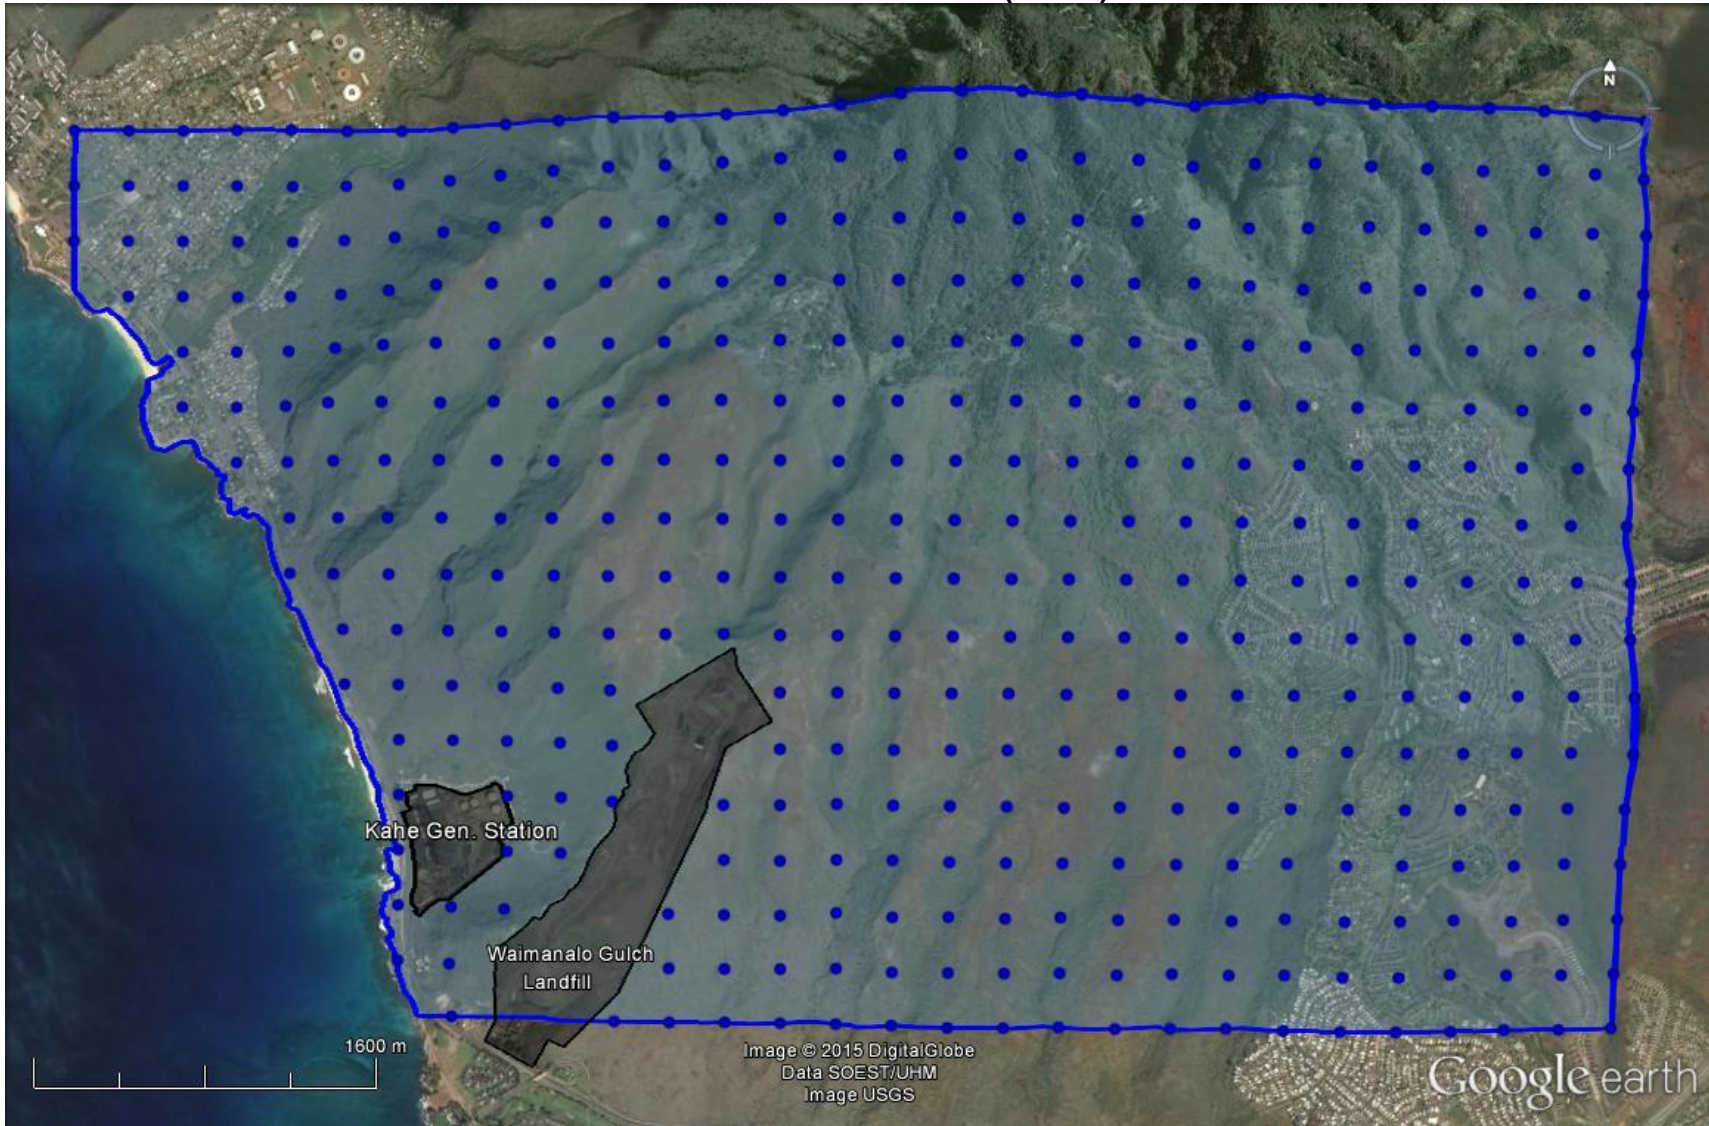 N
Kahe Gen. Station
Waimanalo Gulch
Landfill
1600 m
Image © 2015 DigitalGlobe
Data SOEST/UHM
Image USGS
Google earth